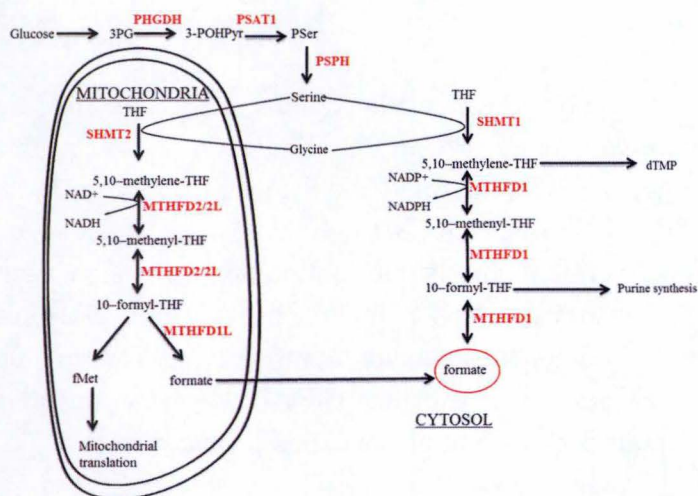 PHGDH PSAT1
Glucose 3PG 3-POHPyr PSer
PSPH
MITOCHONDRIA
Serine
THF
THF
SHMT2
SHMT1
Glycine
5,10–methylene-THF
5,10–methylene-THF
dTMP
NAD+
NADH
MTHFD2/2L
NADP+
NADPH
MTHFD1
5,10–methenyl-THF
5,10–methenyl-THF
MTHFD2/2L
MTHFD1
10–formyl-THF
10–formyl-THF
Purine synthesis
MTHFD1L
MTHFD1
fMet
formate
formate
CYTOSOL
Mitochondrial
translation